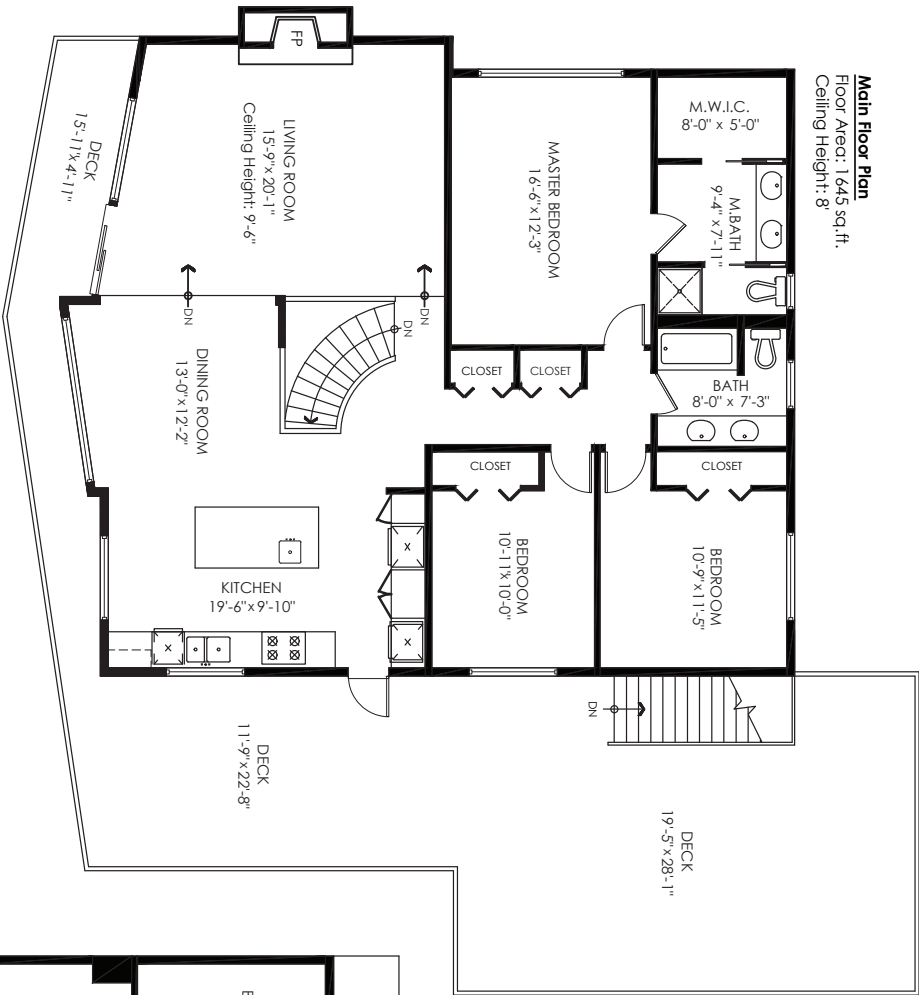 Main Floor Plan
Floor Area: 1645 sq.ft.
Ceiling Height: 8'
M.W.I.C.
8'-0" x 5'-0"
M.BATH
9'-4" x 7'-11"
MASTER BEDROOM
16'-6" x 12'-3"
FP
LIVING ROOM
15'-9" x 20'-1"
Ceiling Height: 9'-6"
DECK
15'-11" x 4'-11"
DN
DN
DN
CLOSET
CLOSET
BATH
8'-0" x 7'-3"
DINING ROOM
13'-0" x 12'-2"
CLOSET
CLOSET
BEDROOM
10'-11" x 10'-0"
BEDROOM
10'-9" x 11'-5"
KITCHEN
19'-6" x 9'-10"
DN
DECK
11'-9" x 22'-8"
DECK
19'-5" x 28'-1"